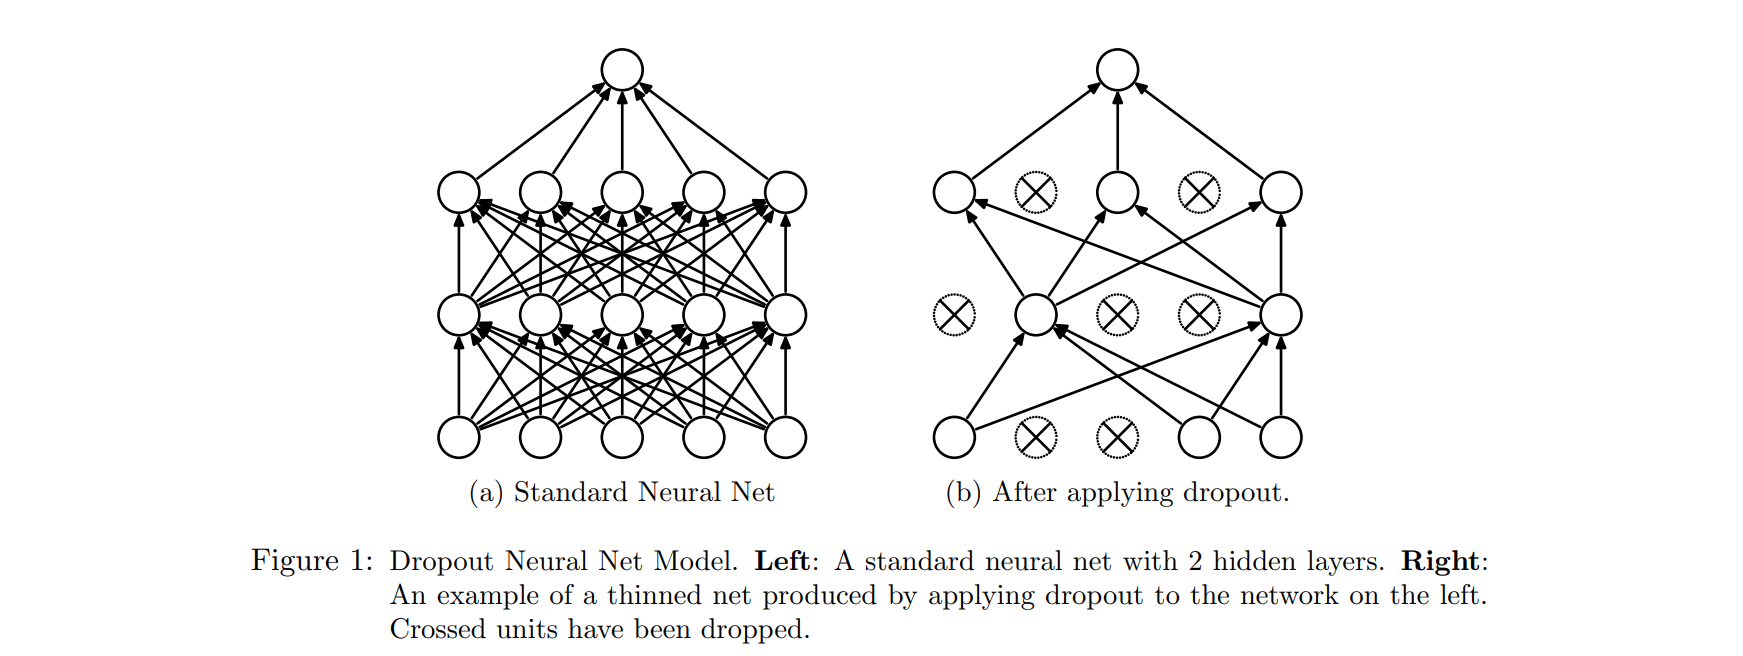 (a) Standard Neural Net
(b) After applying dropout.
Figure 1: Dropout Neural Net Model. Left: A standard neural net with 2 hidden layers. Right:
An example of a thinned net produced by applying dropout to the network on the left.
Crossed units have been dropped.